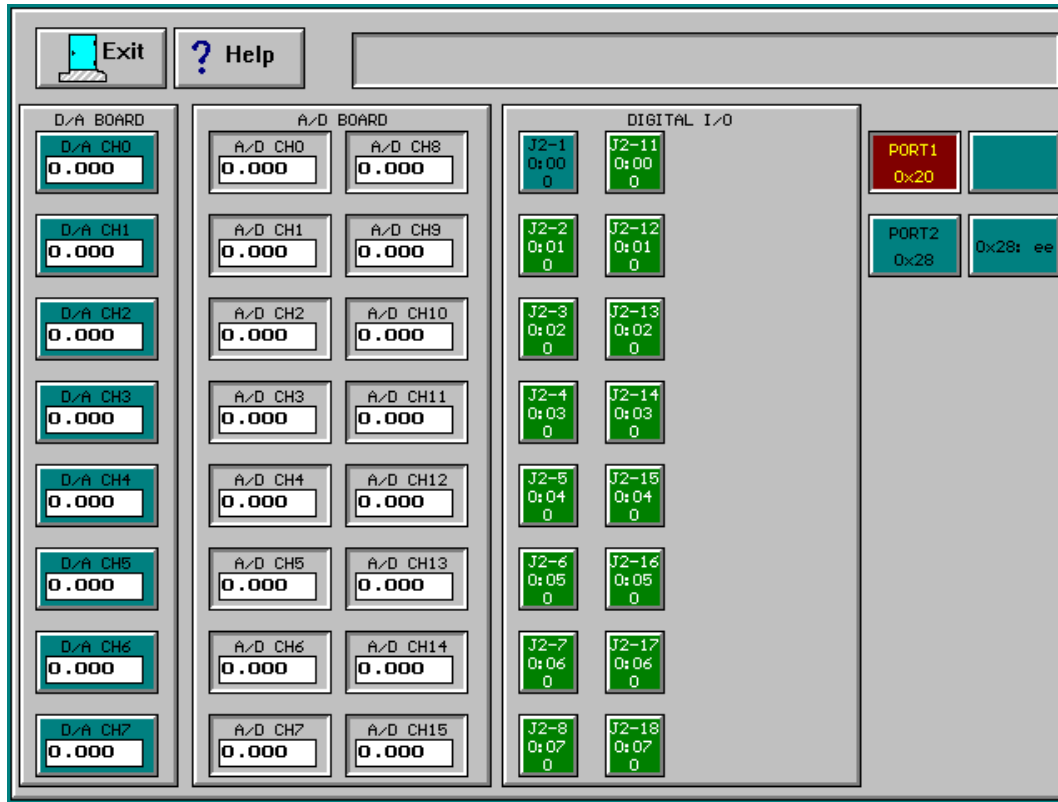 Exit
? Help
D/A BOARD
D/A CH0
0.000
D/A CH1
0.000
D/A CH2
0.000
D/A CH3
0.000
D/A CH4
0.000
D/A CH5
0.000
D/A CH6
0.000
D/A CH7
0.000
A/D BOARD
A/D CH0
0.000
A/D CH1
0.000
A/D CH2
0.000
A/D CH3
0.000
A/D CH4
0.000
A/D CH5
0.000
A/D CH6
0.000
A/D CH7
0.000
A/D CH8
0.000
A/D CH9
0.000
A/D CH10
0.000
A/D CH11
0.000
A/D CH12
0.000
A/D CH13
0.000
A/D CH14
0.000
A/D CH15
0.000
DIGITAL I/O
J2-1
0:00
0
J2-2
0:01
0
J2-3
0:02
0
J2-4
0:03
0
J2-5
0:04
0
J2-6
0:05
0
J2-7
0:06
0
J2-8
0:07
0
J2-11
0:00
0
J2-12
0:01
0
J2-13
0:02
0
J2-14
0:03
0
J2-15
0:04
0
J2-16
0:05
0
J2-17
0:06
0
J2-18
0:07
0
PORT1
0x20
PORT2
0x28
0x28: ee